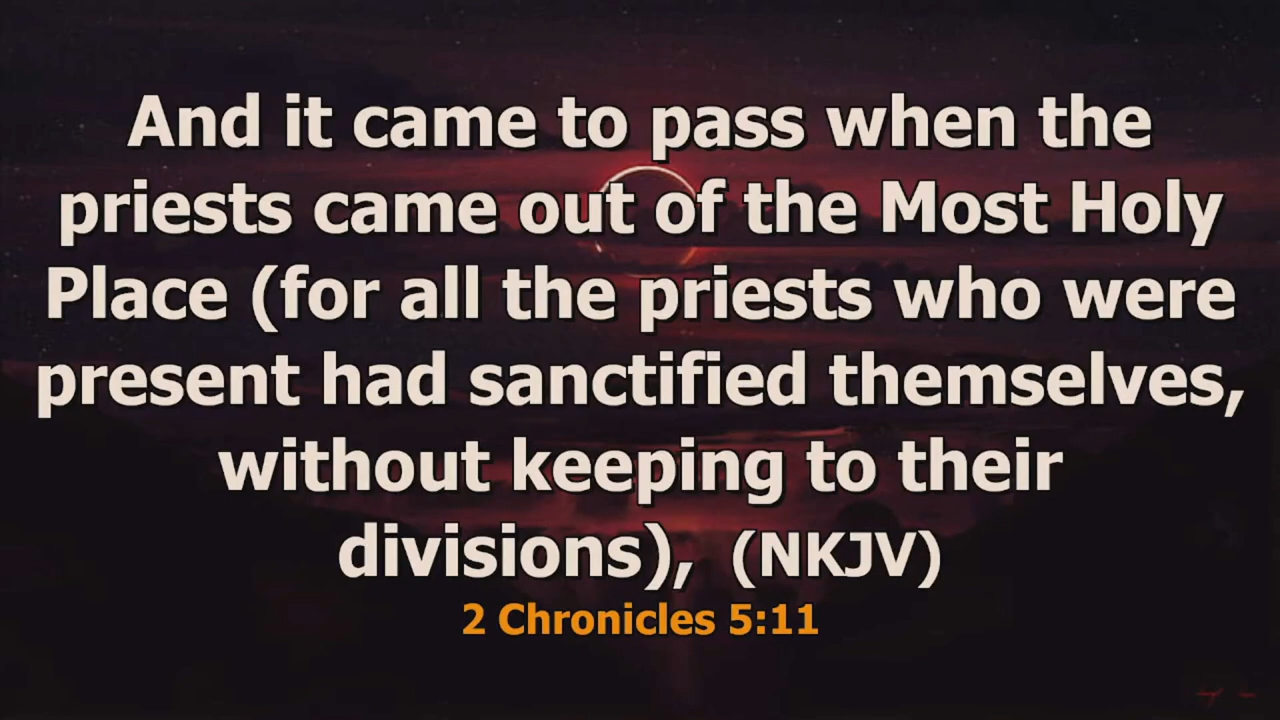 And it came to pass when the
priests came out of the Most Holy
Place (for all the priests who were
present had sanctified themselves,
without keeping to their
divisions), (NKJV)
2 Chronicles 5:11